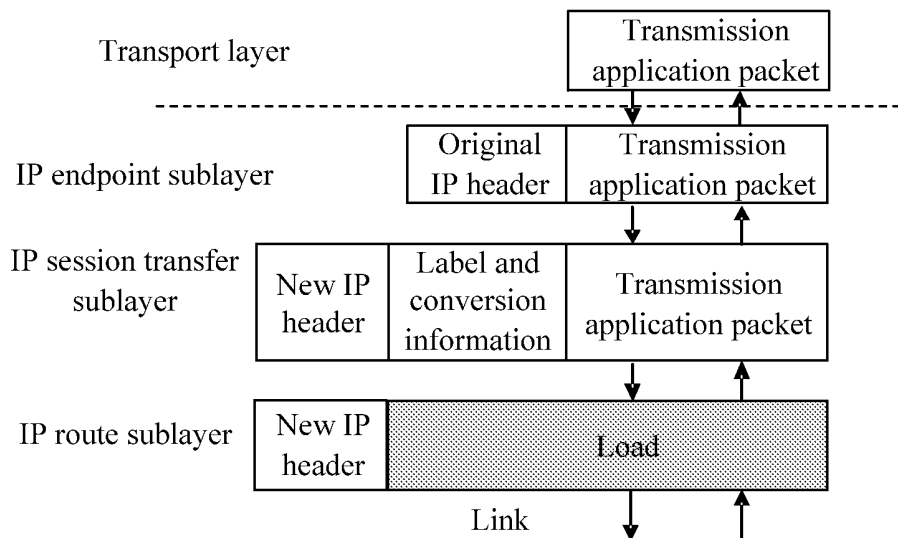 Transport layer
Transmission
application packet
IP endpoint sublayer
Original
IP header
Transmission
application packet
IP session transfer
sublayer
New IP
header
Label and
conversion
information
Transmission
application packet
IP route sublayer
New IP
header
Load
Link